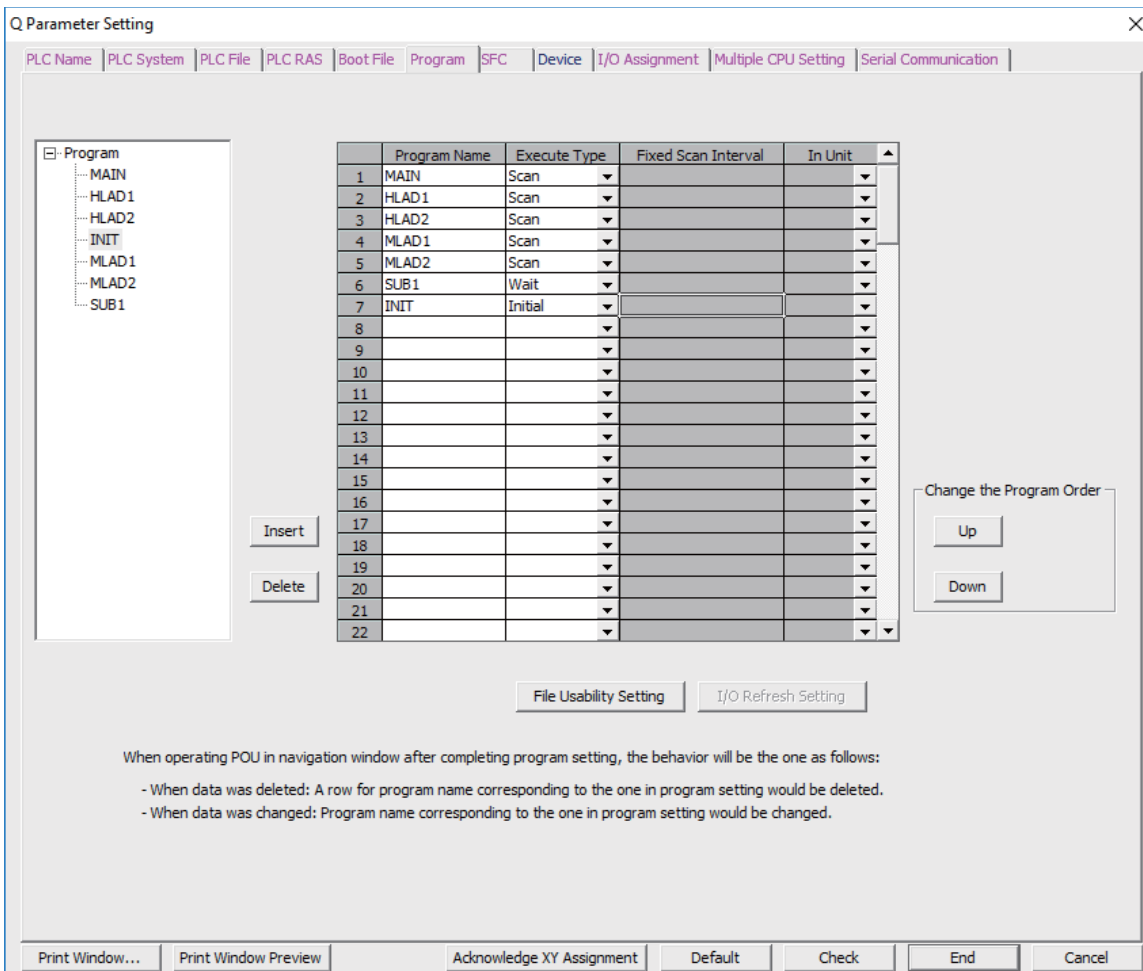 Q Parameter Setting
PLC Name PLC System PLC File PLC RAS Boot File Program SFC Device I/O Assignment Multiple CPU Setting Serial Communication
Program
MAIN
HLAD1
HLAD2
INIT
MLAD1
MLAD2
SUB1
Program Name Execute Type Fixed Scan Interval In Unit
1 MAIN Scan
2 HLAD1 Scan
3 HLAD2 Scan
4 MLAD1 Scan
5 MLAD2 Scan
6 SUB1 Wait
7 INIT Initial
8
9
10
11
12
13
14
15
16
17
18
19
20
21
22
Insert
Delete
Change the Program Order
Up
Down
File Usability Setting I/O Refresh Setting
When operating POU in navigation window after completing program setting, the behavior will be the one as follows:
- When data was deleted: A row for program name corresponding to the one in program setting would be deleted.
- When data was changed: Program name corresponding to the one in program setting would be changed.
Print Window... Print Window Preview Acknowledge XY Assignment Default Check End Cancel